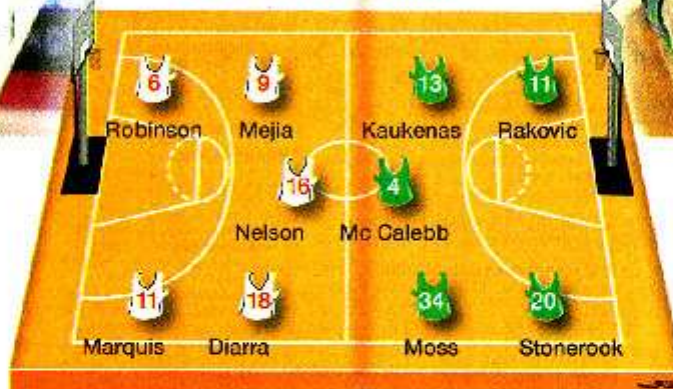 6 9 13 11
Robinson Mejia Kaukenas Rakovic
16 4
Nelson Mc Calebb
11 18 34 20
Marquis Diarra Moss Stonerook